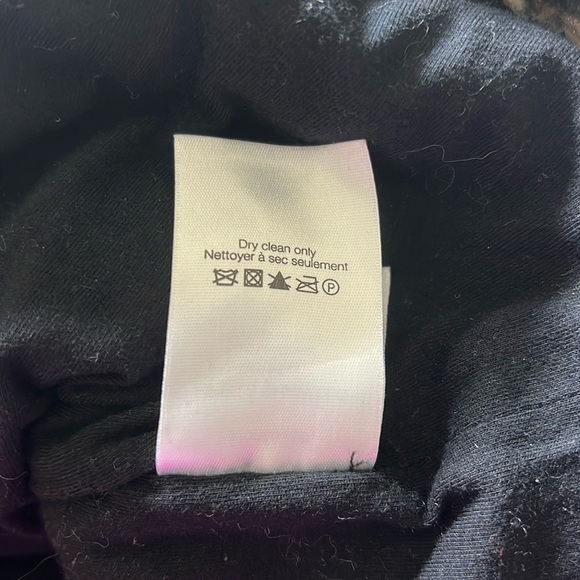 Dry clean only
Nettoyer à sec seulement
P